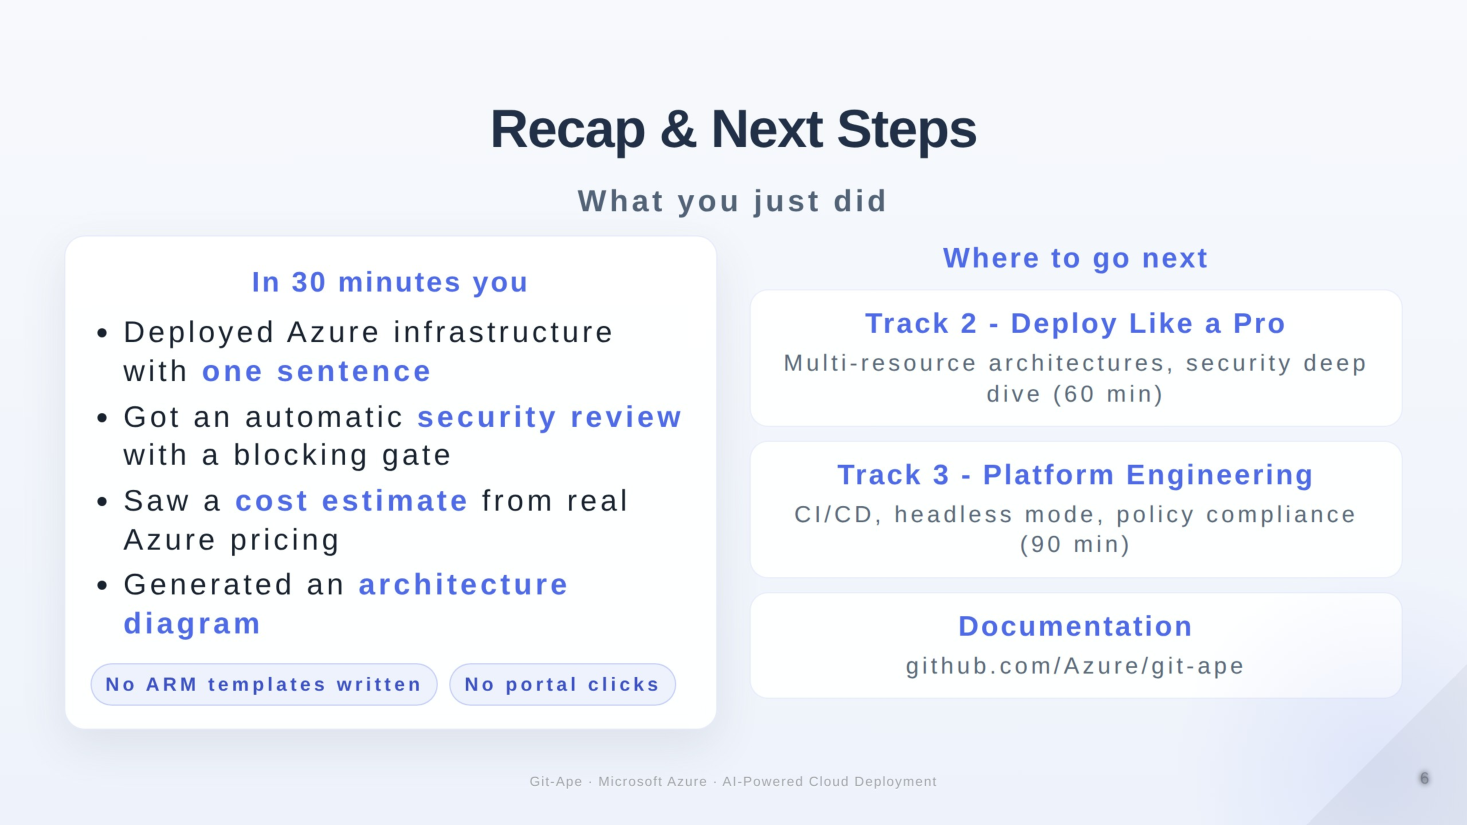 Recap & Next Steps
What you just did
In 30 minutes you
• Deployed Azure infrastructure
with one sentence
• Got an automatic security review
with a blocking gate
• Saw a cost estimate from real
Azure pricing
• Generated an architecture
diagram
No ARM templates written
No portal clicks
Where to go next
Track 2 - Deploy Like a Pro
Multi-resource architectures, security deep
dive (60 min)
Track 3 - Platform Engineering
CI/CD, headless mode, policy compliance
(90 min)
Documentation
github.com/Azure/git-ape
Git-Ape · Microsoft Azure · AI-Powered Cloud Deployment
6